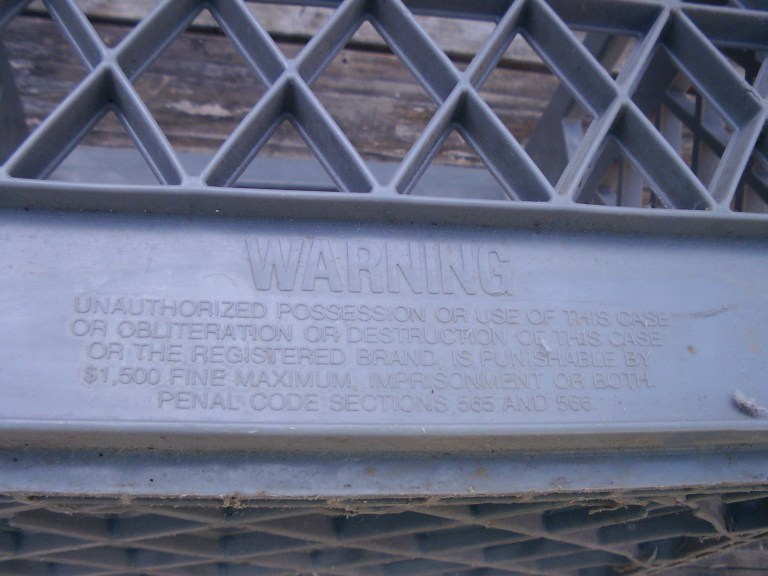 WARNING
UNAUTHORIZED POSSESSION OR USE OF THIS CASE
OR OBLITERATION OR DESTRUCTION OF THIS CASE
OR THE REGISTERED BRAND, IS PUNISHABLE BY
$1,500 FINE MAXIMUM, IMPRISONMENT OR BOTH.
PENAL CODE SECTIONS 565 AND 566